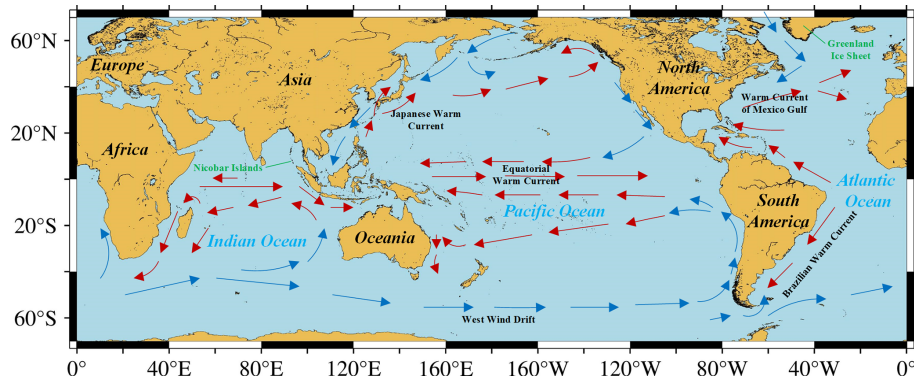 60°N
20°N
20°S
60°S
Europe
Asia
Africa
North
America
South
America
Oceania
Greenland
Ice Sheet
Warm Current
of Mexico Gulf
Japanese Warm
Current
Nicobar Islands
Equatorial
Warm Current
Pacific Ocean
Atlantic
Ocean
Indian Ocean
Brazilian Warm Current
West Wind Drift
0°
40°E
80°E
120°E
160°E
160°W
120°W
80°W
40°W
0°